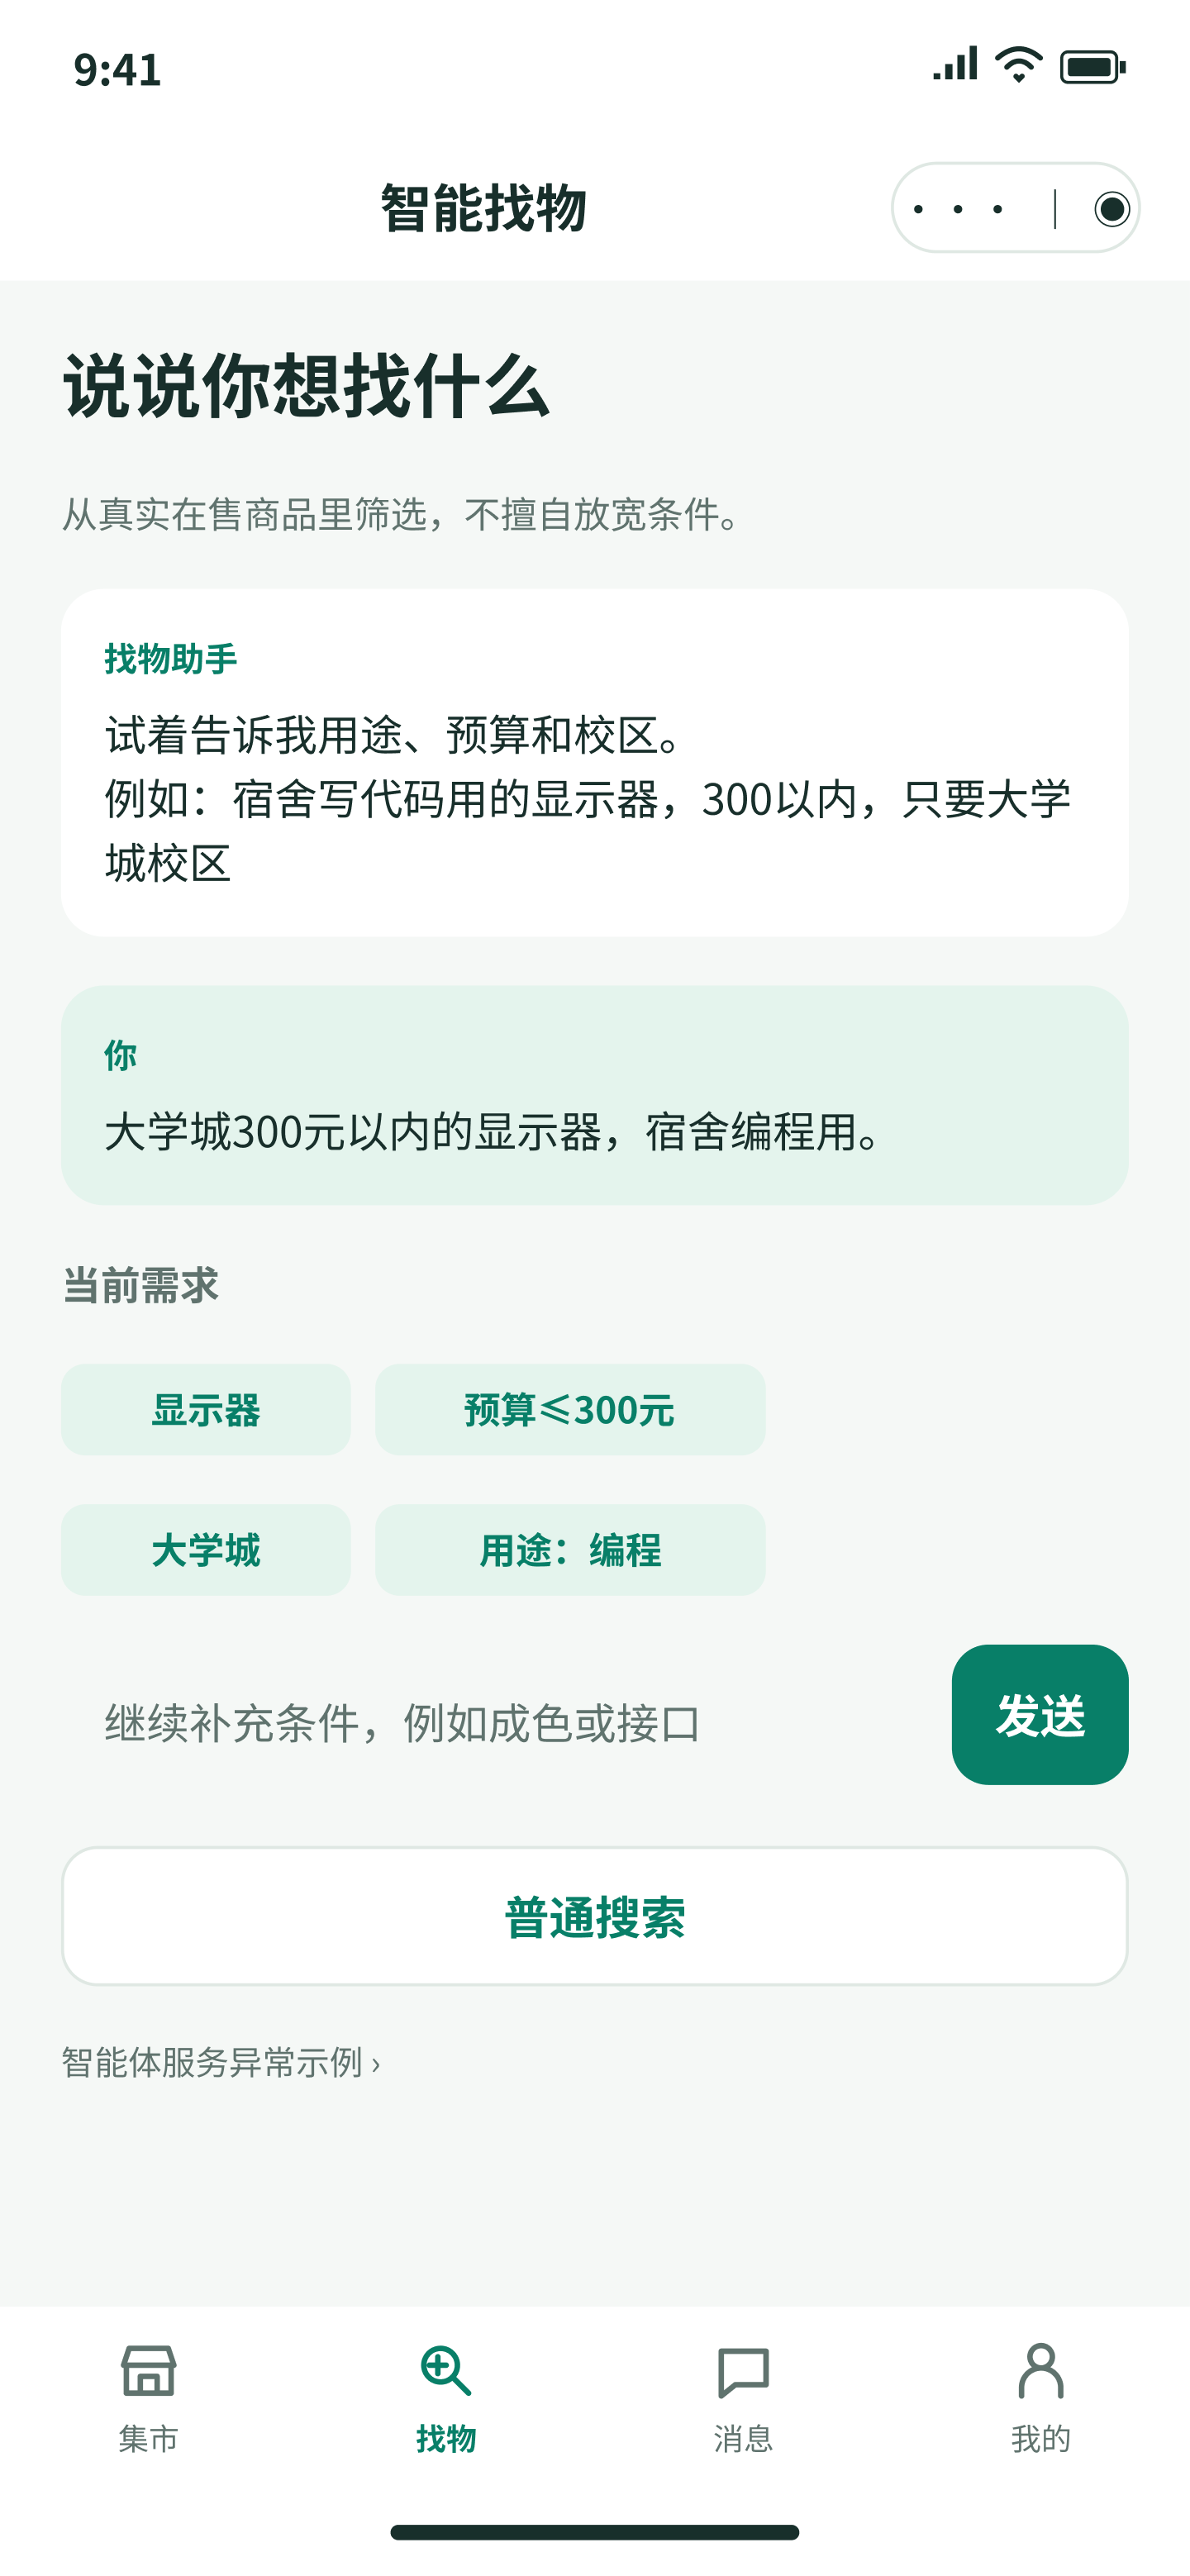 9:41
智能找物
说说你想找什么
从真实在售商品里筛选，不擅自放宽条件。
找物助手
试着告诉我用途、预算和校区。
例如：宿舍写代码用的显示器，300以内，只要大学
城校区
你
大学城300元以内的显示器，宿舍编程用。
当前需求
显示器 预算≤300元
大学城 用途：编程
继续补充条件，例如成色或接口 发送
普通搜索
智能体服务异常示例 ›
集市 找物 消息 我的